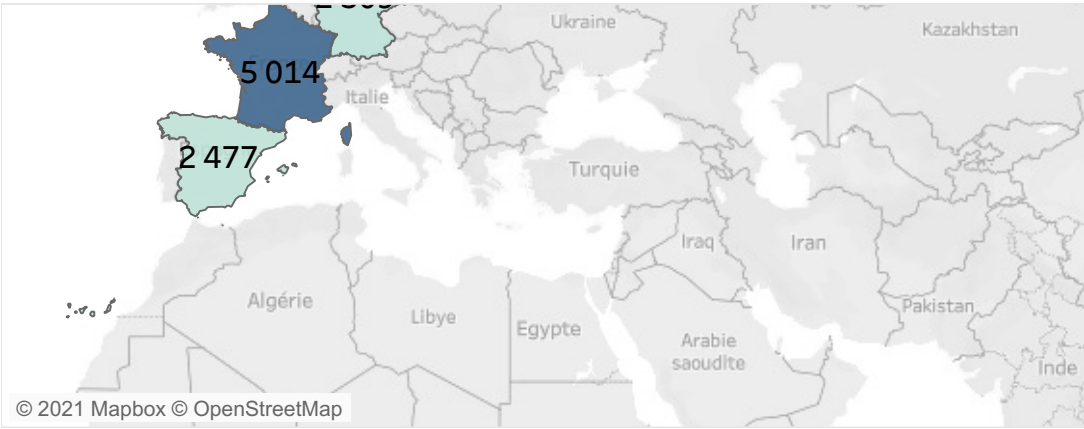 Ukraine
Kazakhstan
5 014
Italie
2 477
Turquie
Iraq
Iran
Algérie
Libye
Egypte
Pakistan
Arabie
saoudite
Inde
© 2021 Mapbox © OpenStreetMap